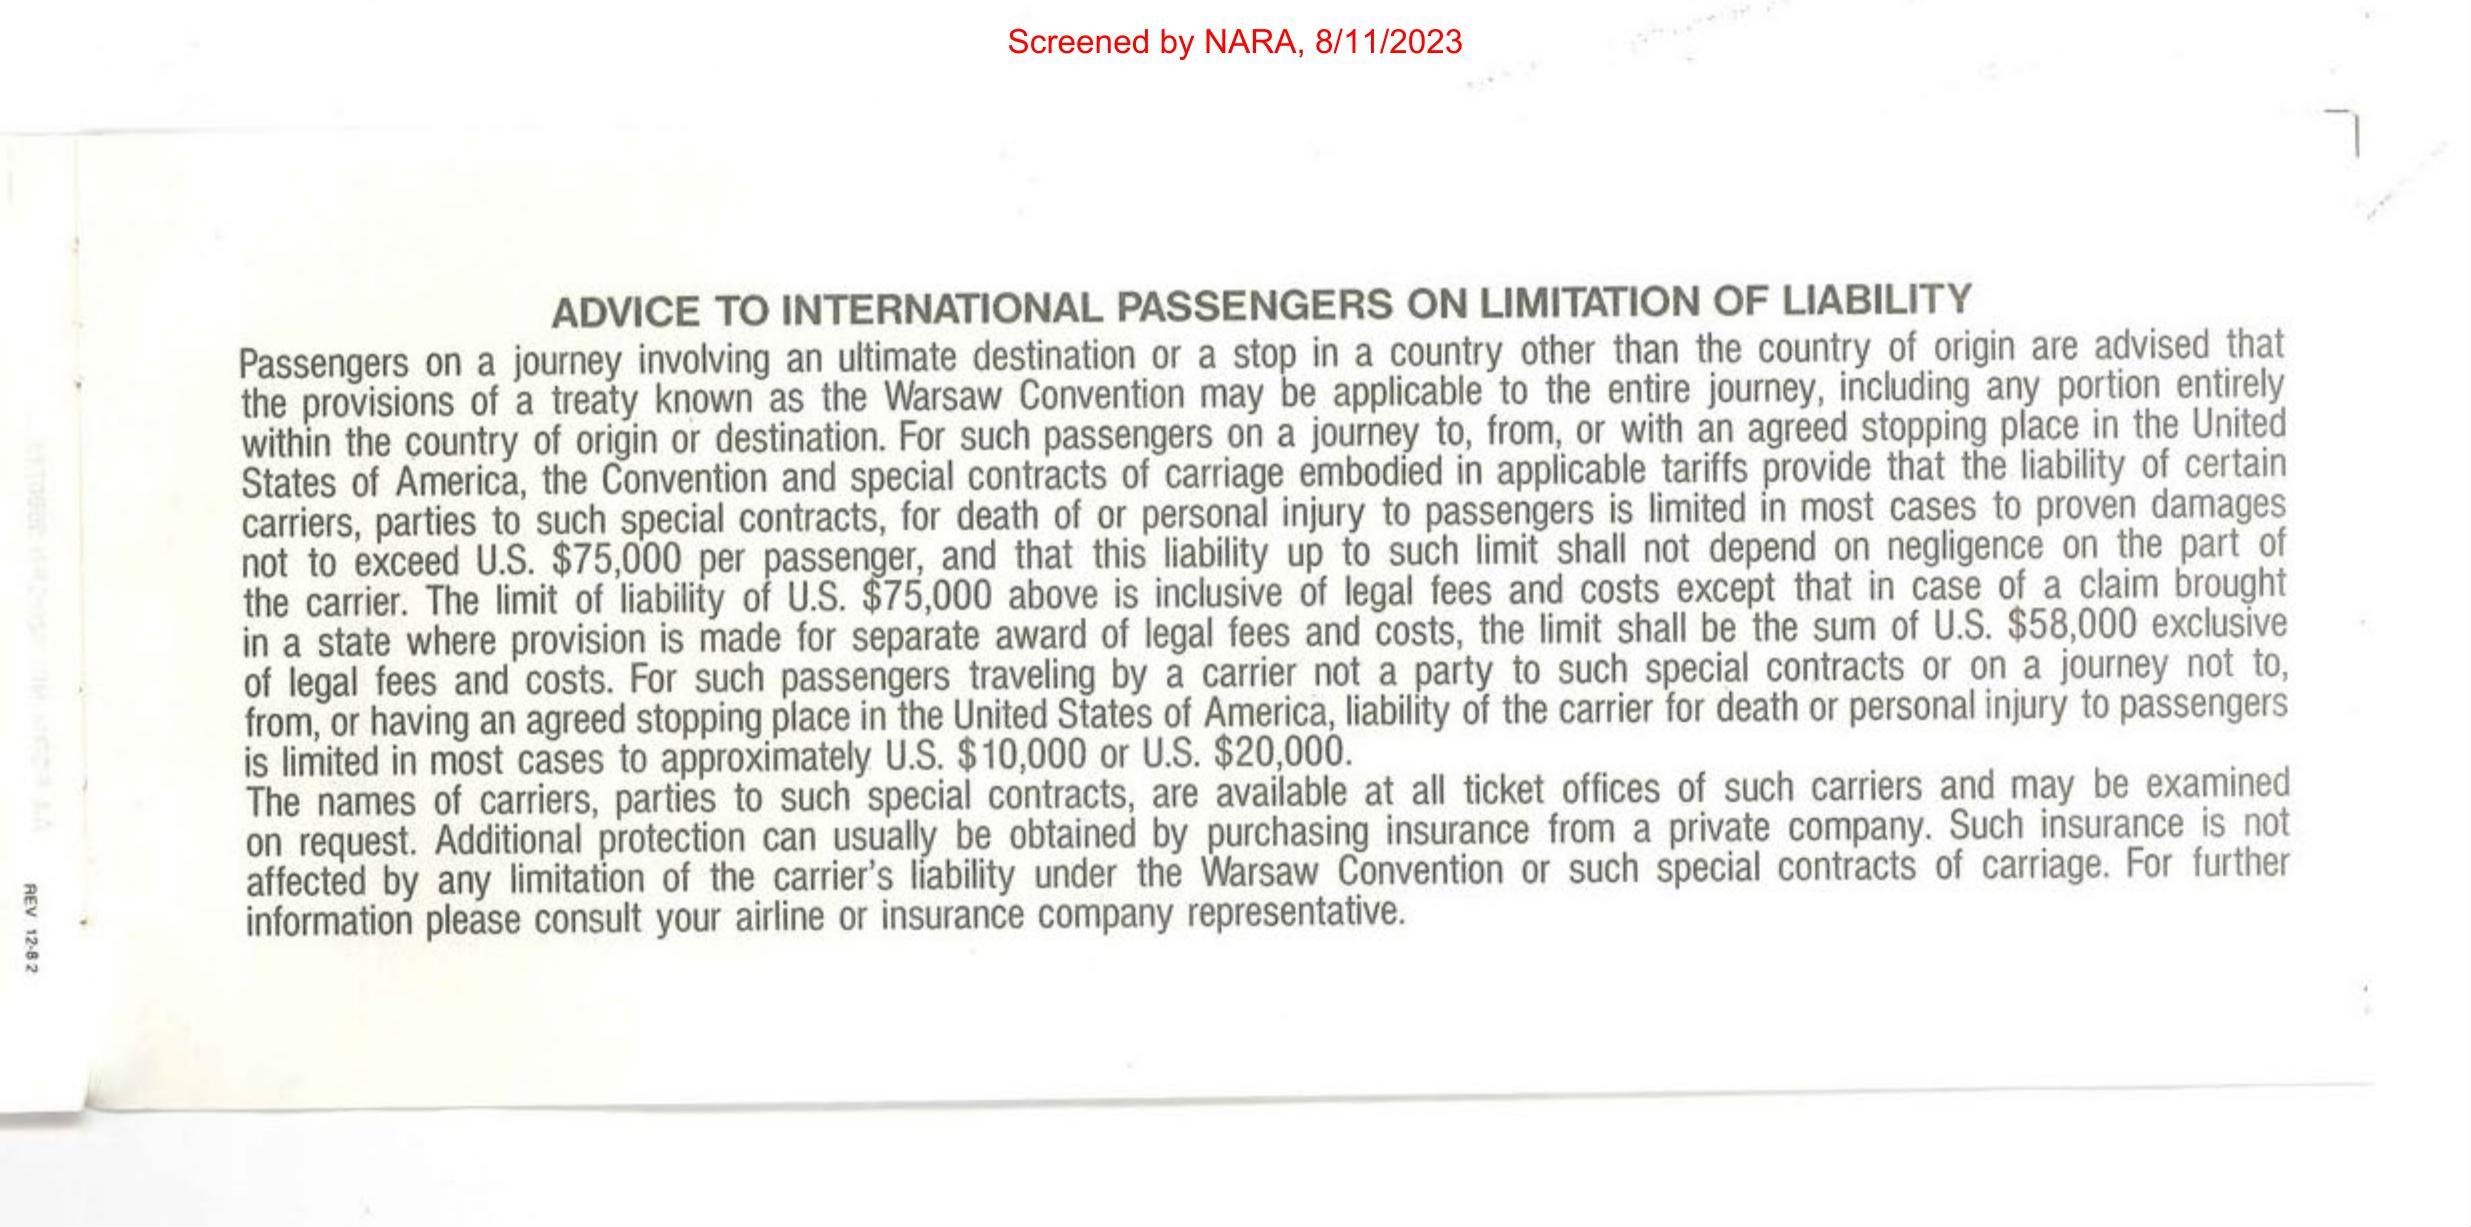 Screened by NARA, 8/11/2023
ADVICE TO INTERNATIONAL PASSENGERS ON LIMITATION OF LIABILITY
Passengers on a journey involving an ultimate destination or a stop in a country other than the country of origin are advised that
the provisions of a treaty known as the Warsaw Convention may be applicable to the entire journey, including any portion entirely
within the country of origin or destination. For such passengers on a journey to, from, or with an agreed stopping place in the United
States of America, the Convention and special contracts of carriage embodied in applicable tariffs provide that the liability of certain
carriers, parties to such special contracts, for death of or personal injury to passengers is limited in most cases to proven damages
not to exceed U.S. $75,000 per passenger, and that this liability up to such limit shall not depend on negligence on the part of
the carrier. The limit of liability of U.S. $75,000 above is inclusive of legal fees and costs except that in case of a claim brought
in a state where provision is made for separate award of legal fees and costs, the limit shall be the sum of U.S. $58,000 exclusive
of legal fees and costs. For such passengers traveling by a carrier not a party to such special contracts or on a journey not to,
from, or having an agreed stopping place in the United States of America, liability of the carrier for death or personal injury to passengers
is limited in most cases to approximately U.S. $10,000 or U.S. $20,000.
The names of carriers, parties to such special contracts, are available at all ticket offices of such carriers and may be examined
on request. Additional protection can usually be obtained by purchasing insurance from a private company. Such insurance is not
affected by any limitation of the carrier's liability under the Warsaw Convention or such special contracts of carriage. For further
information please consult your airline or insurance company representative.
REV 12-82